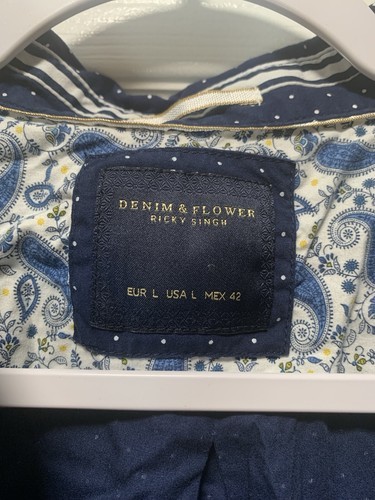 DENIM & FLOWER
RICKY SINGH
EUR L USA L MEX 42